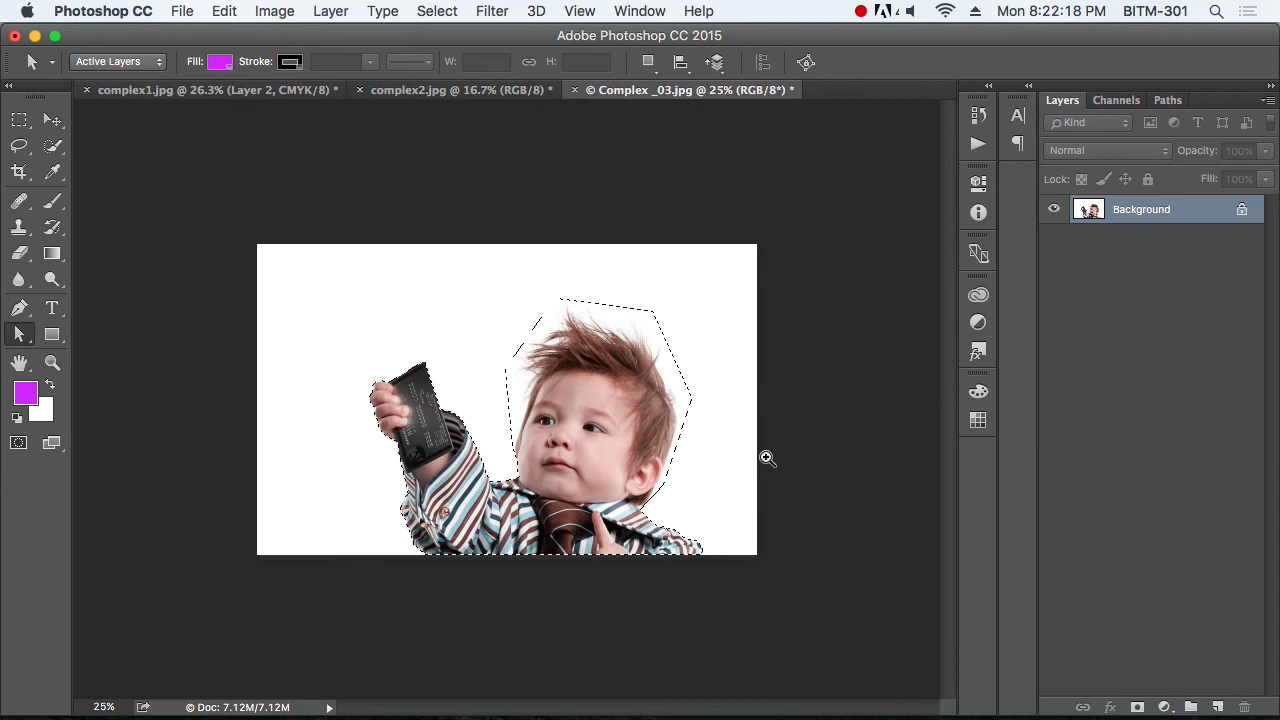 Photoshop CC File Edit Image Layer Type Select Filter 3D View Window Help Mon 8:22:18 PM BITM-301
Adobe Photoshop CC 2015
Active Layers Fill: Stroke: W: H:
complex1.jpg @ 26.3% (Layer 2, CMYK/8) * complex2.jpg @ 16.7% (RGB/8) * © Complex _03.jpg @ 25% (RGB/8*) *
Layers Channels Paths
Kind
Normal Opacity: 100%
Lock: Fill: 100%
Background
25% © Doc: 7.12M/7.12M